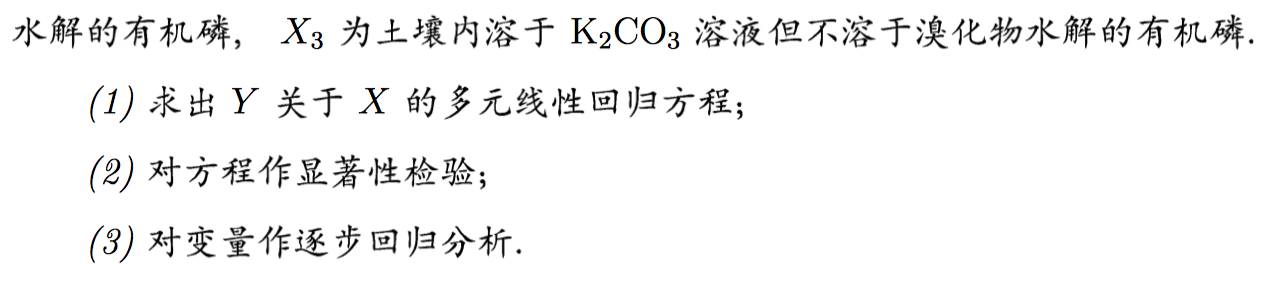 水解的有机磷, X₃ 为土壤内溶于 K₂CO₃ 溶液但不溶于溴化物水解的有机磷.
(1) 求出 Y 关于 X 的多元线性回归方程;
(2) 对方程作显著性检验;
(3) 对变量作逐步回归分析.